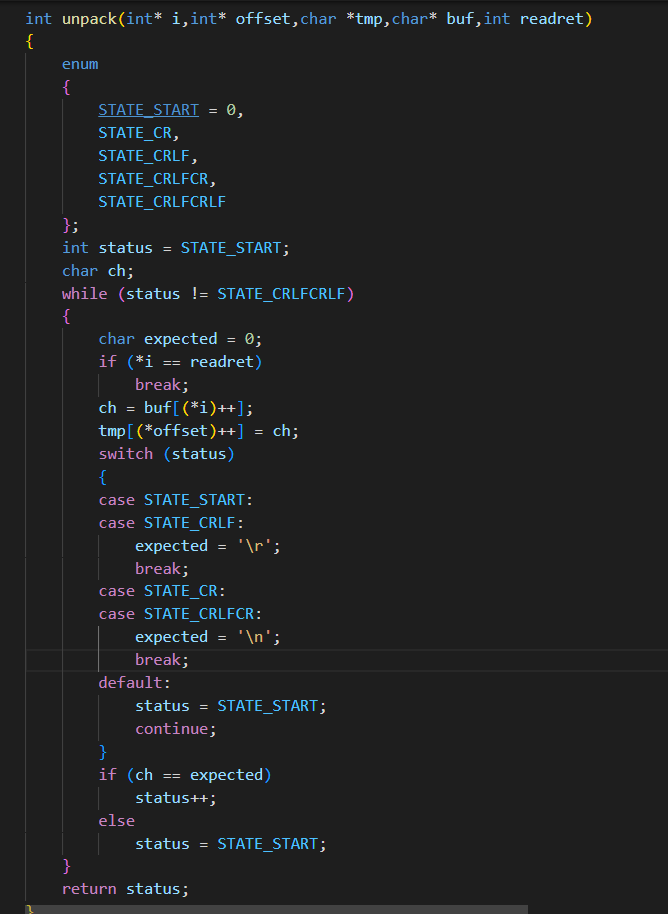 int unpack(int* i,int* offset,char *tmp,char* buf,int readret)
{
    enum
    {
        STATE_START = 0,
        STATE_CR,
        STATE_CRLF,
        STATE_CRLFCR,
        STATE_CRLFCRLF
    };
    int status = STATE_START;
    char ch;
    while (status != STATE_CRLFCRLF)
    {
        char expected = 0;
        if (*i == readret)
            break;
        ch = buf[(*i)++];
        tmp[(*offset)++] = ch;
        switch (status)
        {
        case STATE_START:
        case STATE_CRLF:
            expected = '\r';
            break;
        case STATE_CR:
        case STATE_CRLFCR:
            expected = '\n';
            break;
        default:
            status = STATE_START;
            continue;
        }
        if (ch == expected)
            status++;
        else
            status = STATE_START;
    }
    return status;
}